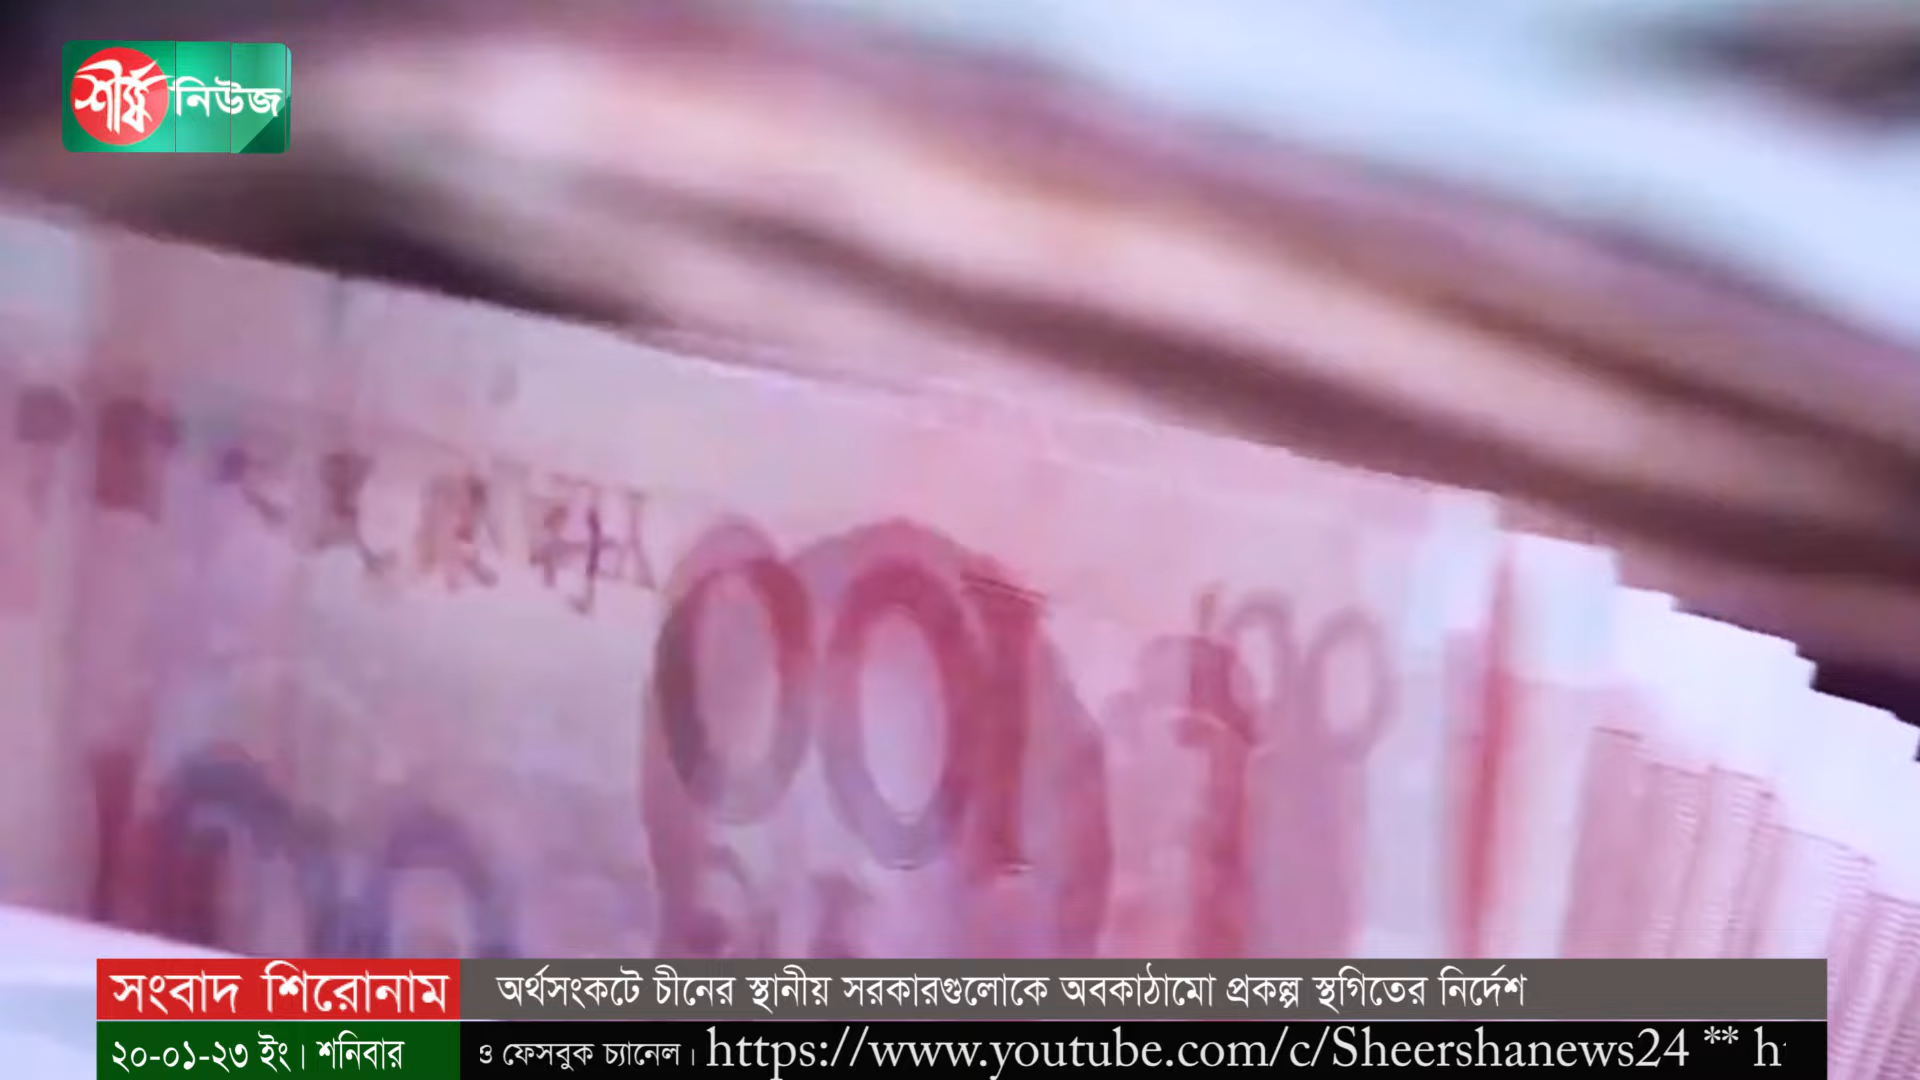 শীর্ষ নিউজ
100
100
সংবাদ শিরোনাম
অর্থসংকটে চীনের স্থানীয় সরকারগুলোকে অবকাঠামো প্রকল্প স্থগিতের নির্দেশ
২০-০১-২৩ ইং। শনিবার
ও ফেসবুক চ্যানেল। https://www.youtube.com/c/Sheershanews24 ** h